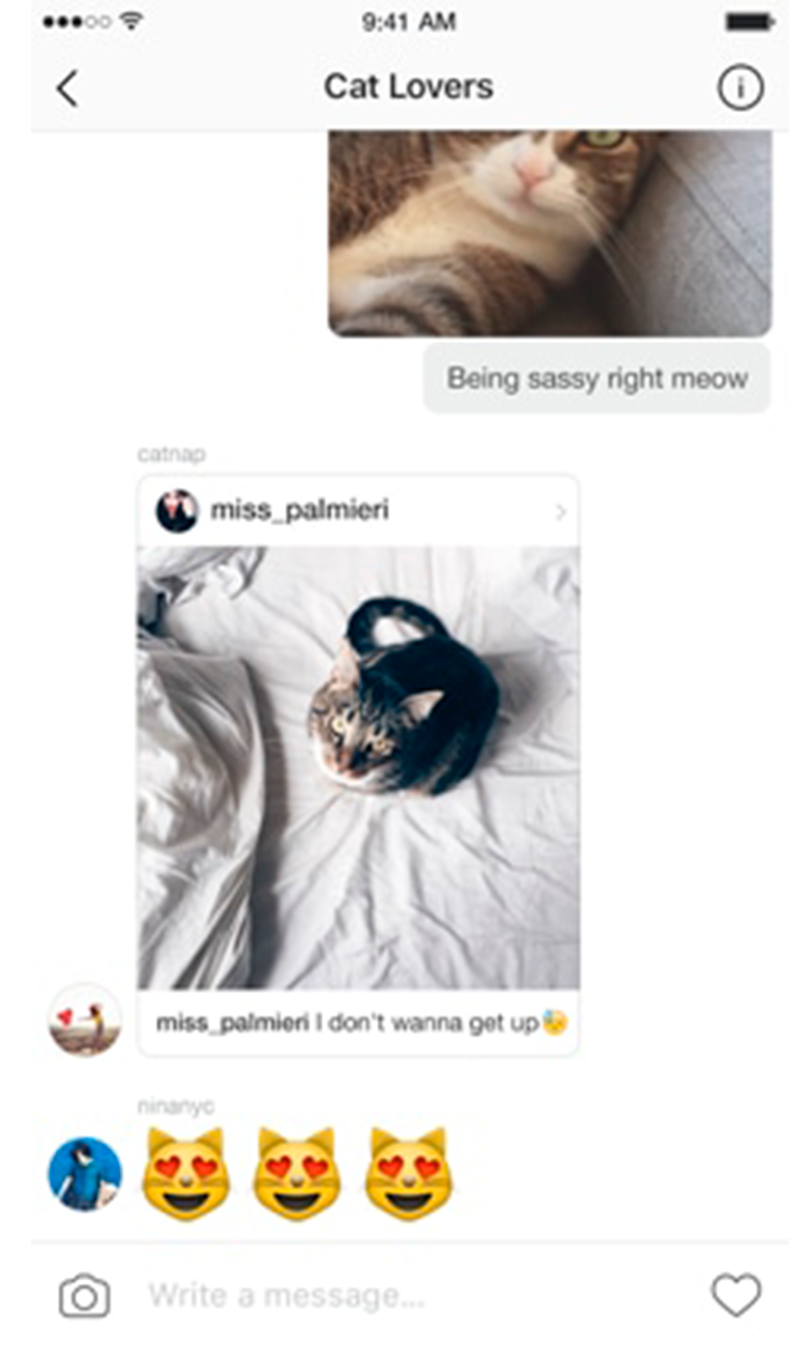 9:41 AM
Cat Lovers
Being sassy right meow
catnap
miss_palmieri
miss_palmieri I don't wanna get up😓
ninanyc
😻 😻 😻
Write a message...